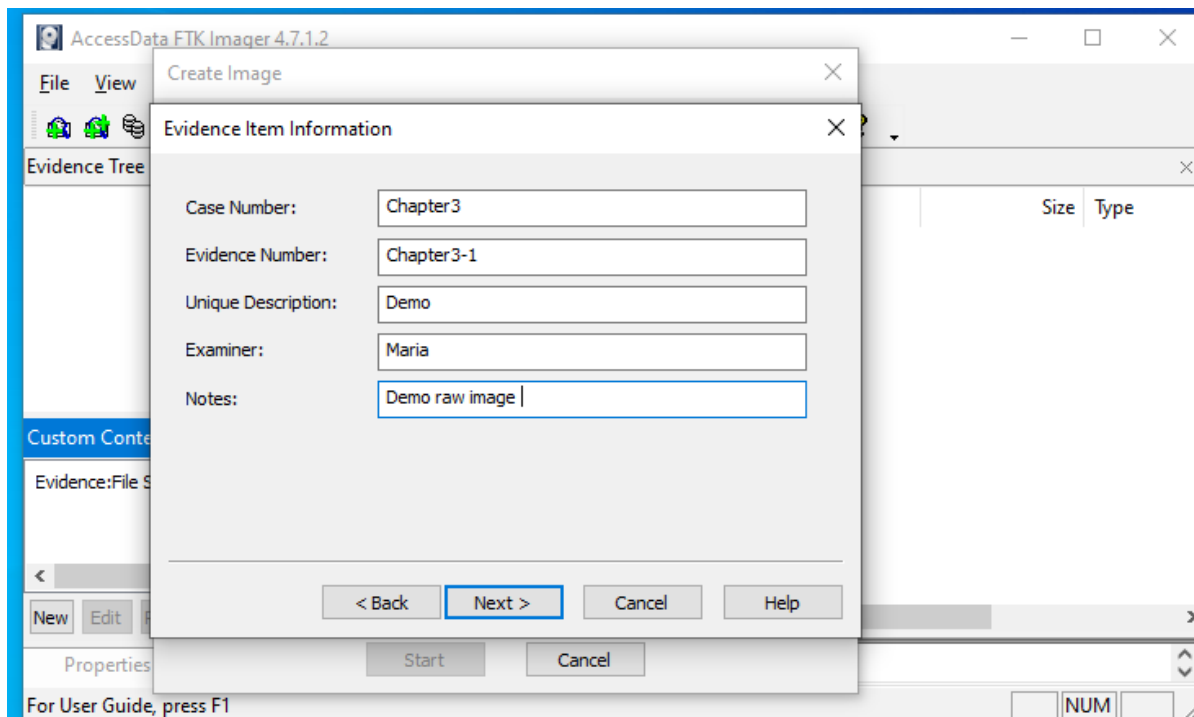 AccessData FTK Imager 4.7.1.2
Create Image
File View
Evidence Item Information
Evidence Tree
Case Number: Chapter3
Size Type
Evidence Number: Chapter3-1
Unique Description: Demo
Examiner: Maria
Notes: Demo raw image
Custom Conte
Evidence:File S
< Back Next > Cancel Help
New Edit
Start Cancel
Properties
For User Guide, press F1 NUM